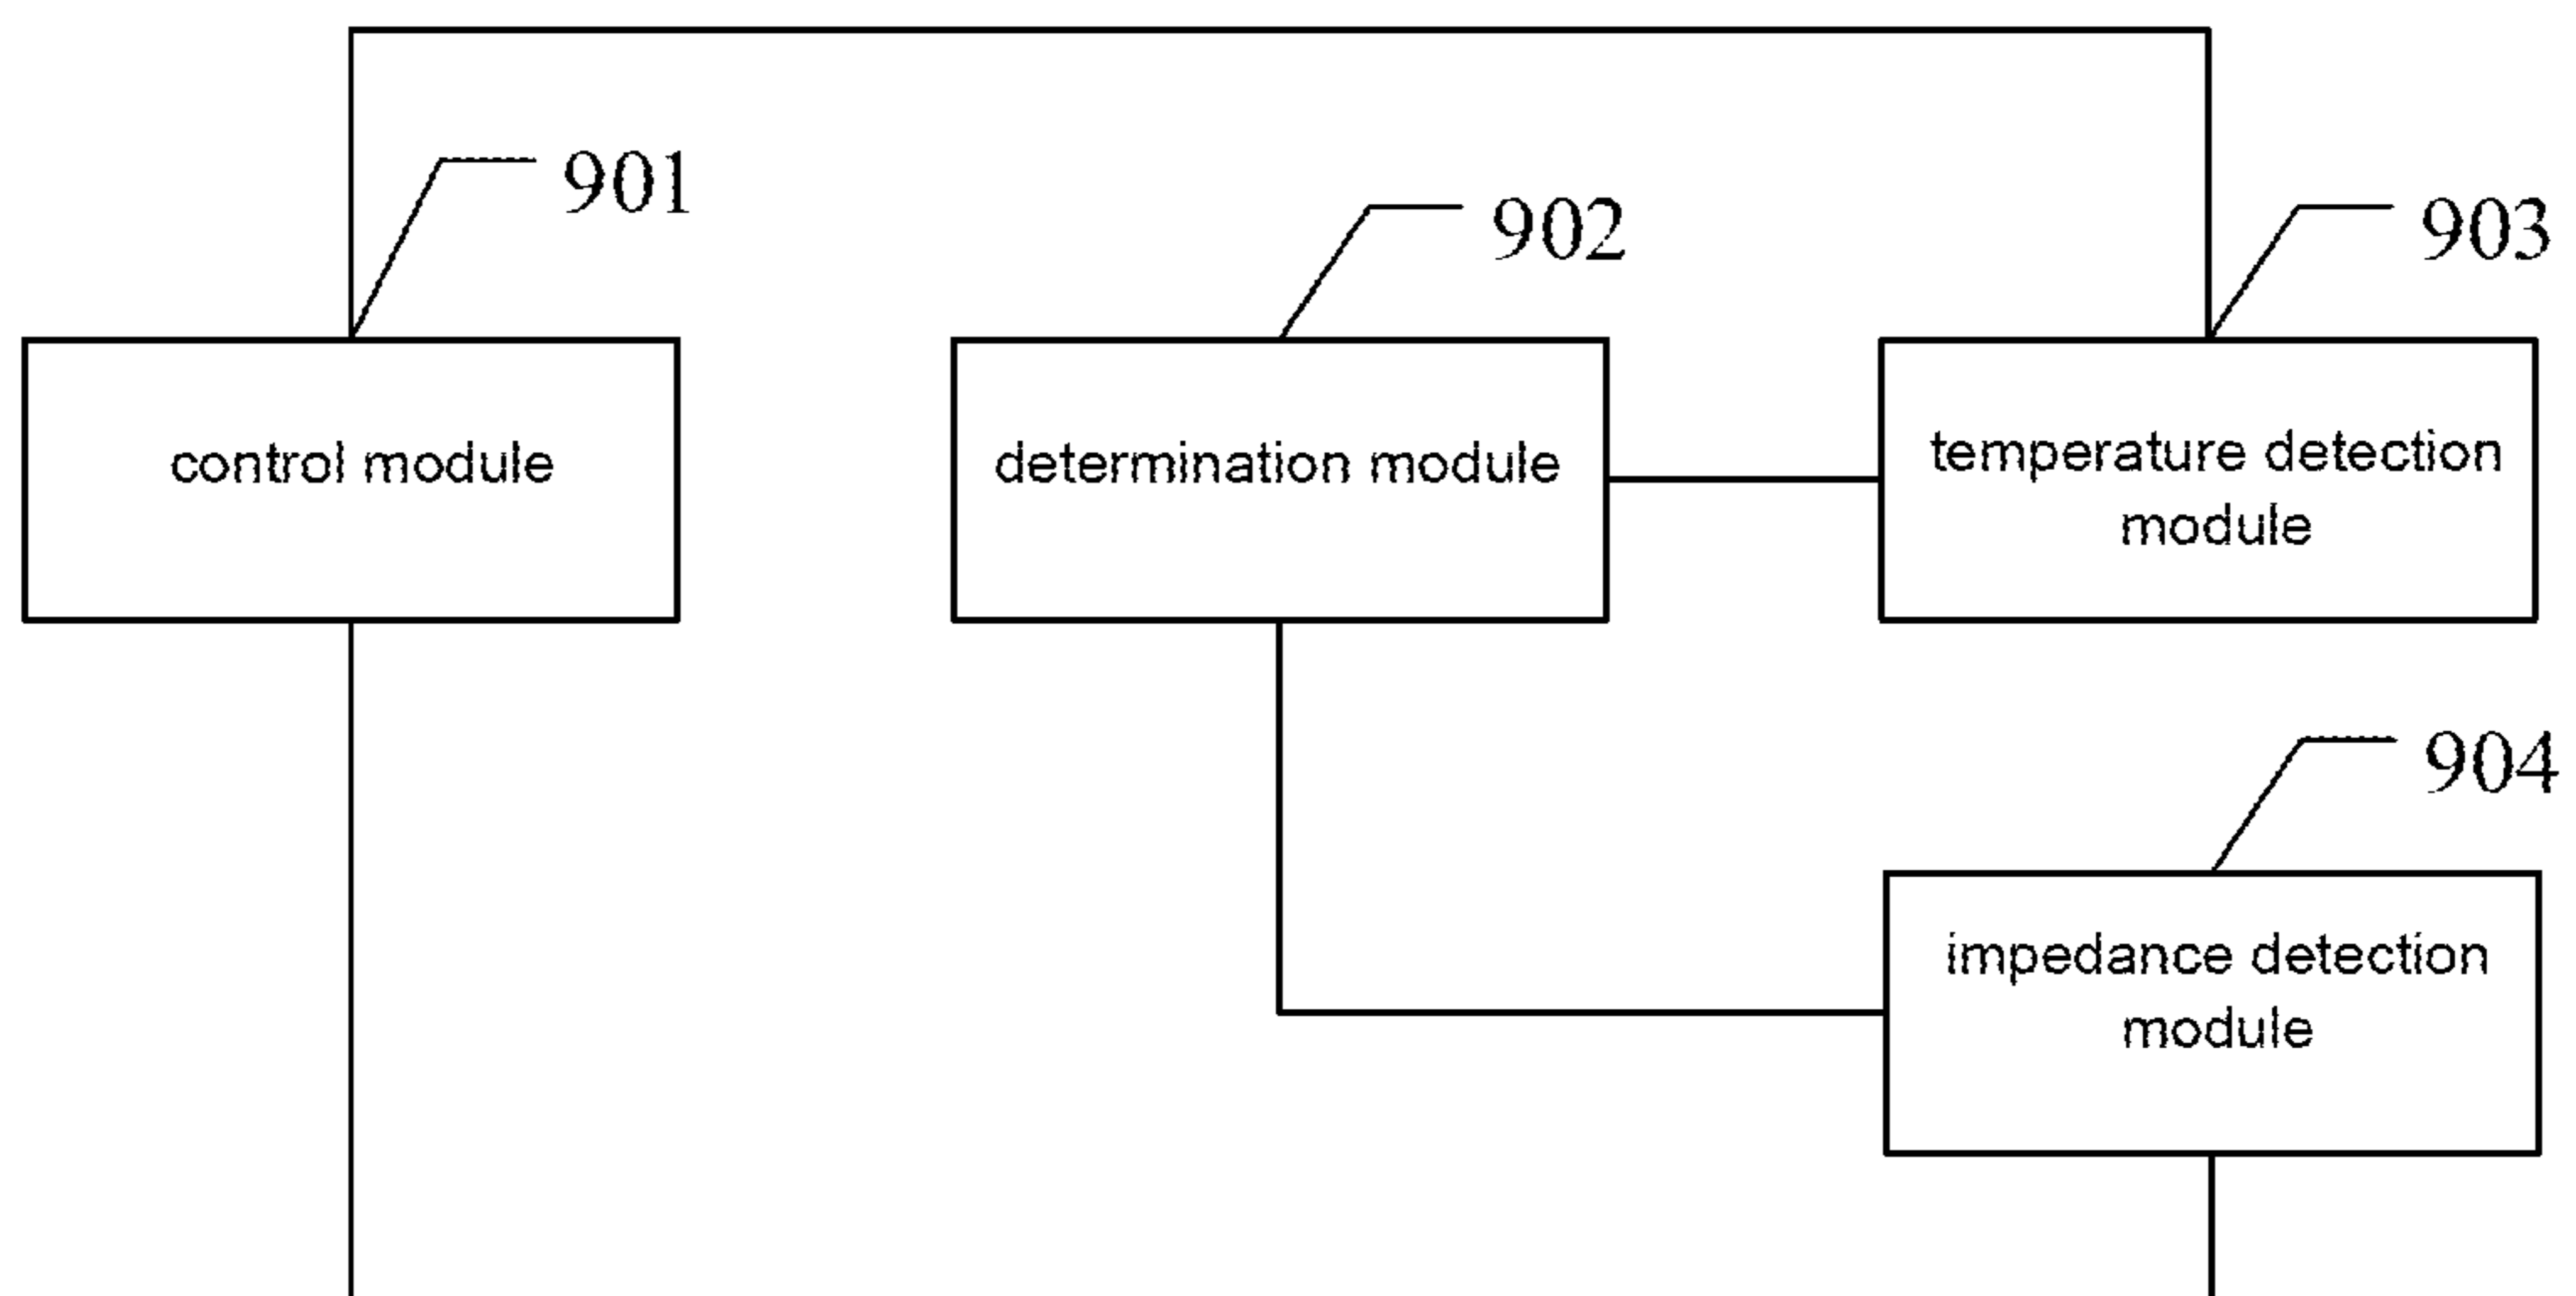 901
902
903
control module
determination module
temperature detection
module
904
impedance detection
module